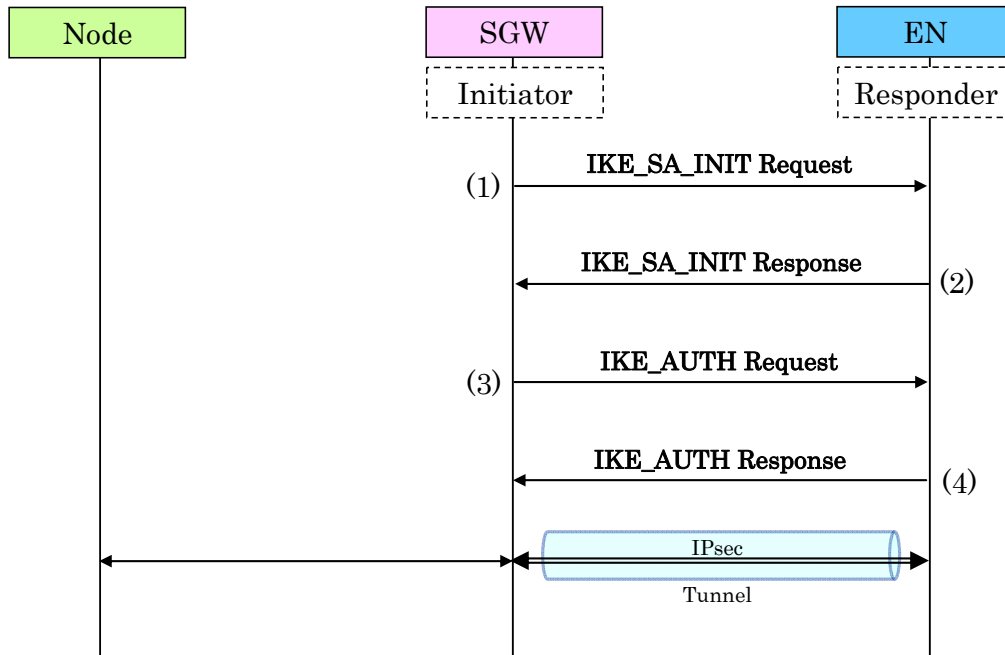 Node
SGW
EN
Initiator
Responder
IKE_SA_INIT Request
(1)
IKE_SA_INIT Response
(2)
IKE_AUTH Request
(3)
IKE_AUTH Response
(4)
IPsec
Tunnel